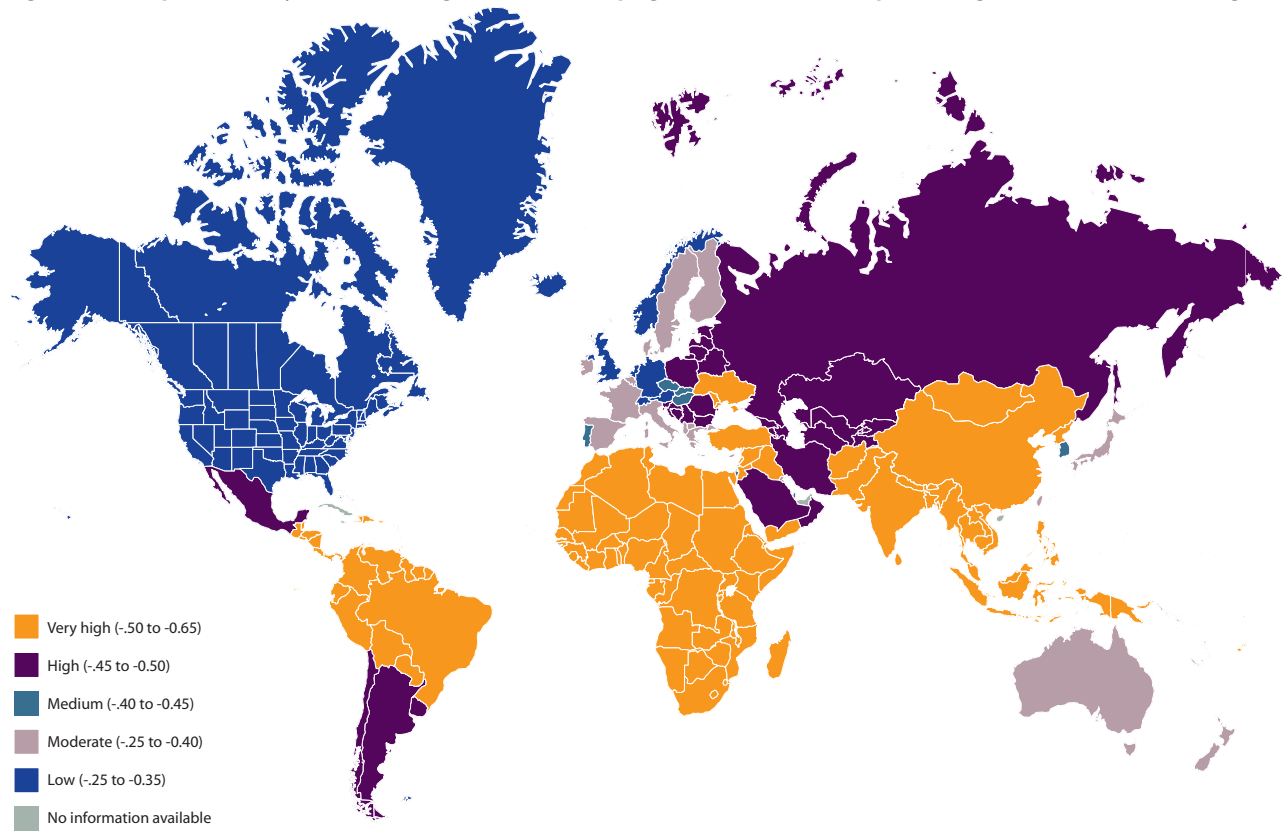 Very high (-.50 to -0.65)
High (-.45 to -0.50)
Medium (-.40 to -0.45)
Moderate (-.25 to -0.40)
Low (-.25 to -0.35)
No information available